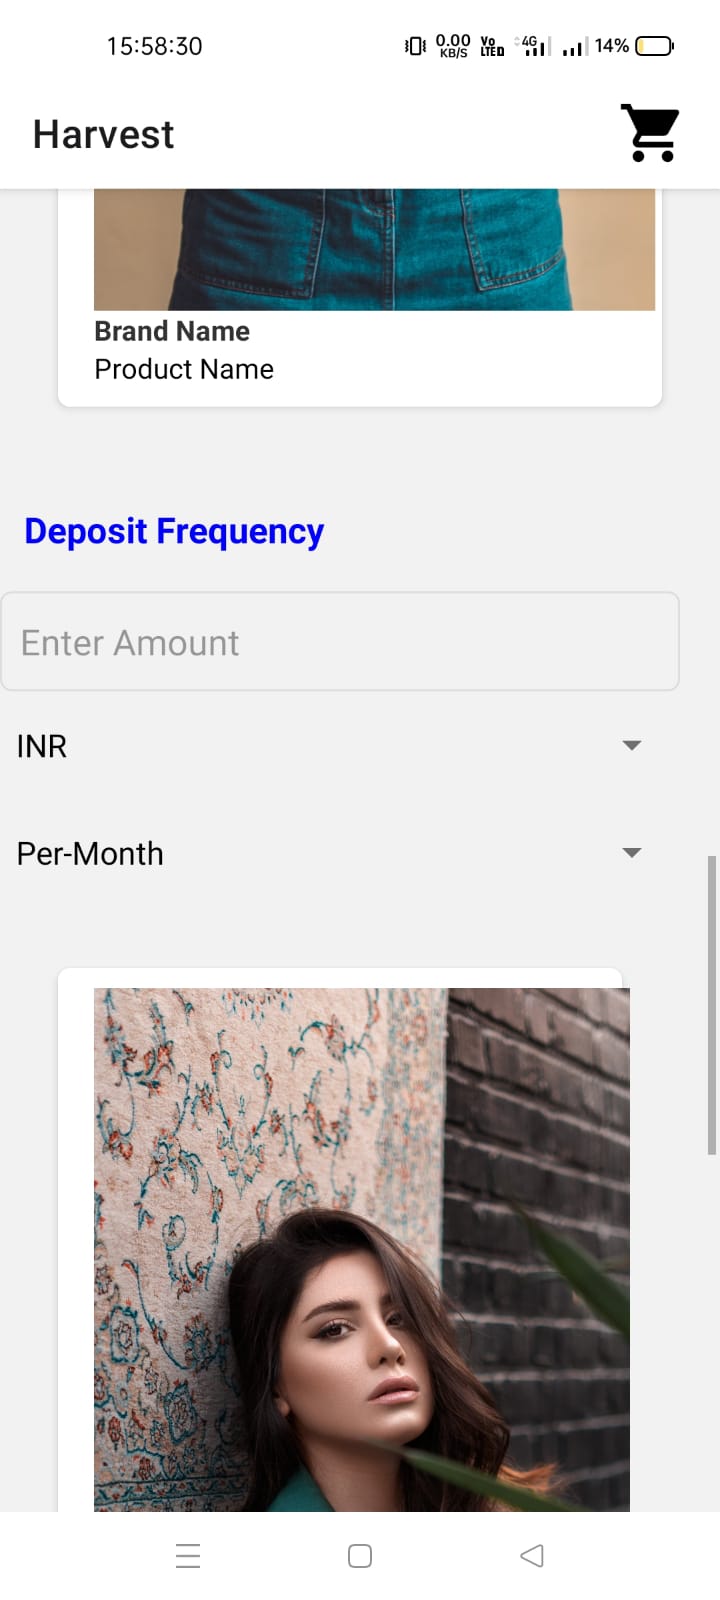 15:58:30
0.00 KB/S Vo LTE 4G 14%
Harvest
Brand Name
Product Name
Deposit Frequency
Enter Amount
INR
Per-Month